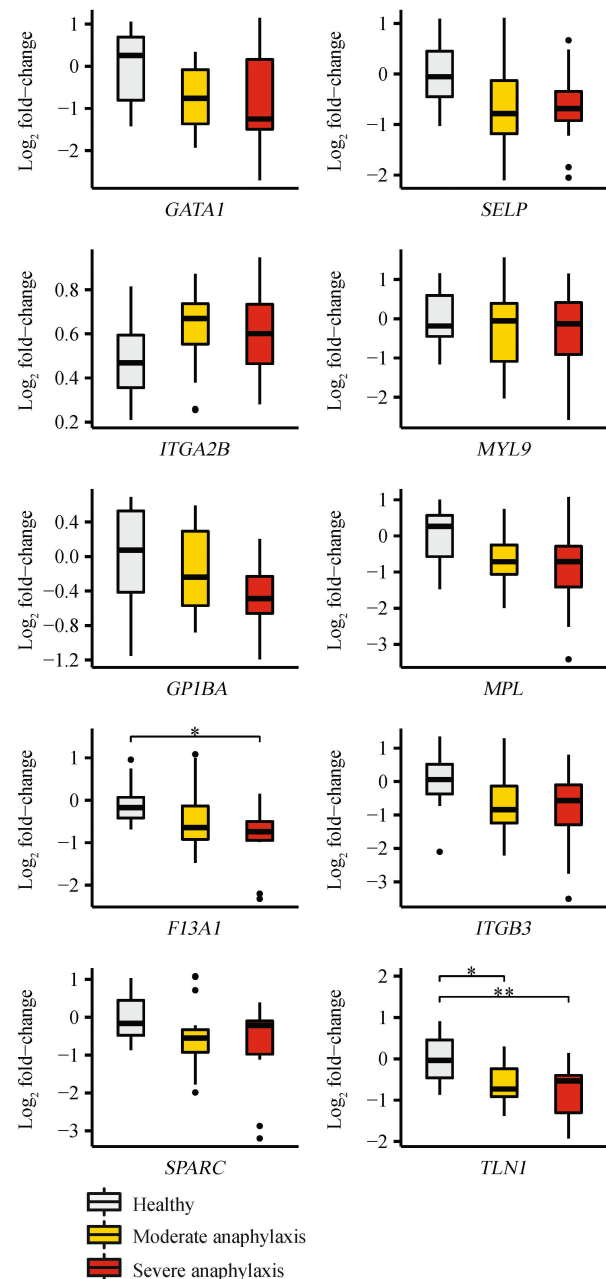 Log2 fold−change
1
0
−1
−2
GATA1
Log2 fold−change
1
0
−1
−2
SELP
Log2 fold−change
0.8
0.6
0.4
0.2
ITGA2B
Log2 fold−change
1
0
−1
−2
MYL9
Log2 fold−change
0.4
0.0
−0.4
−0.8
−1.2
GP1BA
Log2 fold−change
1
0
−1
−2
−3
MPL
Log2 fold−change
1
0
−1
−2
*
F13A1
Log2 fold−change
1
0
−1
−2
−3
ITGB3
Log2 fold−change
1
0
−1
−2
−3
SPARC
Log2 fold−change
2
1
0
−1
−2
*
**
TLN1
Healthy
Moderate anaphylaxis
Severe anaphylaxis